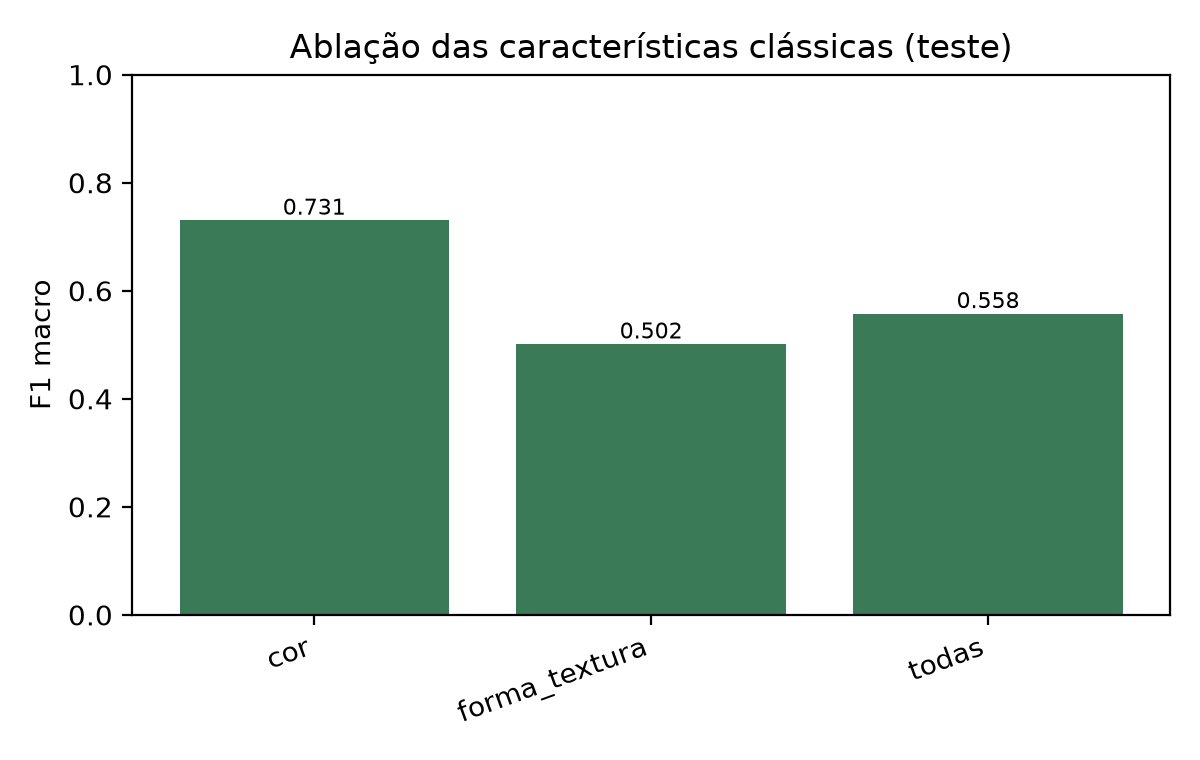 Ablação das características clássicas (teste)
F1 macro
1.0
0.8
0.6
0.4
0.2
0.0
0.731
0.502
0.558
cor
forma_textura
todas